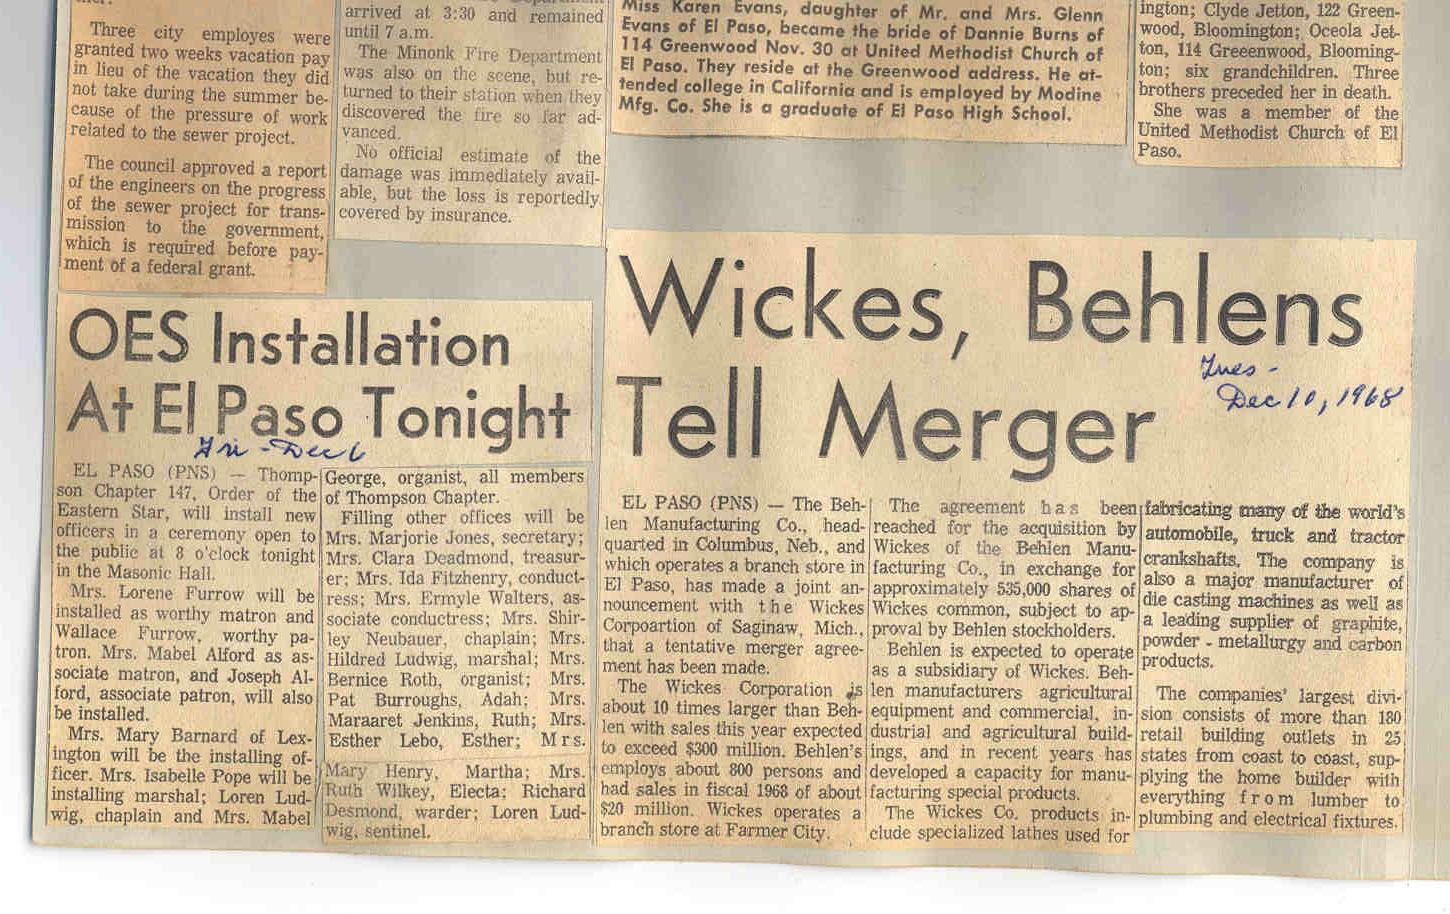 Three city employes were
granted two weeks vacation pay
in lieu of the vacation they did
not take during the summer be-
cause of the pressure of work
related to the sewer project.
The council approved a report
of the engineers on the progress
of the sewer project for trans-
mission to the government,
which is required before pay-
ment of a federal grant.
arrived at 3:30 and remained
until 7 a.m.
The Minonk Fire Department
was also on the scene, but re-
turned to their station when they
discovered the fire so far ad-
vanced.
No official estimate of the
damage was immediately avail-
able, but the loss is reportedly
covered by insurance.
Miss Karen Evans, daughter of Mr. and Mrs. Glenn
Evans of El Paso, became the bride of Dannie Burns of
114 Greenwood Nov. 30 at United Methodist Church of
El Paso. They reside at the Greenwood address. He at-
tended college in California and is employed by Modine
Mfg. Co. She is a graduate of El Paso High School.
ington; Clyde Jetton, 122 Green-
wood, Bloomington; Oceola Jet-
ton, 114 Greeenwood, Blooming-
ton; six grandchildren. Three
brothers preceded her in death.
She was a member of the
United Methodist Church of El
Paso.
OES Installation
At El Paso Tonight
Fri - Dec 6
EL PASO (PNS) — Thomp-
son Chapter 147, Order of the
Eastern Star, will install new
officers in a ceremony open to
the public at 8 o'clock tonight
in the Masonic Hall.
Mrs. Lorene Furrow will be
installed as worthy matron and
Wallace Furrow, worthy pa-
tron. Mrs. Mabel Alford as as-
sociate matron, and Joseph Al-
ford, associate patron, will also
be installed.
Mrs. Mary Barnard of Lex-
ington will be the installing of-
ficer. Mrs. Isabelle Pope will be
installing marshal; Loren Lud-
wig, chaplain and Mrs. Mabel
George, organist, all members
of Thompson Chapter.
Filling other offices will be
Mrs. Marjorie Jones, secretary;
Mrs. Clara Deadmond, treasur-
er; Mrs. Ida Fitzhenry, conduct-
ress; Mrs. Ermyle Walters, as-
sociate conductress; Mrs. Shir-
ley Neubauer, chaplain; Mrs.
Hildred Ludwig, marshal; Mrs.
Bernice Roth, organist; Mrs.
Pat Burroughs, Adah; Mrs.
Maraaret Jenkins, Ruth; Mrs.
Esther Lebo, Esther; Mrs.
Mary Henry, Martha; Mrs.
Ruth Wilkey, Electa; Richard
Desmond, warder; Loren Lud-
wig, sentinel.
Wickes, Behlens
Tell Merger
Tues -
Dec 10, 1968
EL PASO (PNS) — The Beh-
len Manufacturing Co., head-
quarted in Columbus, Neb., and
which operates a branch store in
El Paso, has made a joint an-
nouncement with the Wickes
Corpoartion of Saginaw, Mich.,
that a tentative merger agree-
ment has been made.
The Wickes Corporation is
about 10 times larger than Beh-
len with sales this year expected
to exceed $300 million. Behlen's
employs about 800 persons and
had sales in fiscal 1968 of about
$20 million. Wickes operates a
branch store at Farmer City.
The agreement has been
reached for the acquisition by
Wickes of the Behlen Manu-
facturing Co., in exchange for
approximately 535,000 shares of
Wickes common, subject to ap-
proval by Behlen stockholders.
Behlen is expected to operate
as a subsidiary of Wickes. Beh-
len manufacturers agricultural
equipment and commercial, in-
dustrial and agricultural build-
ings, and in recent years has
developed a capacity for manu-
facturing special products.
The Wickes Co. products in-
clude specialized lathes used for
fabricating many of the world's
automobile, truck and tractor
crankshafts. The company is
also a major manufacturer of
die casting machines as well as
a leading supplier of graphite,
powder - metallurgy and carbon
products.
The companies' largest divi-
sion consists of more than 180
retail building outlets in 25
states from coast to coast, sup-
plying the home builder with
everything from lumber to
plumbing and electrical fixtures.